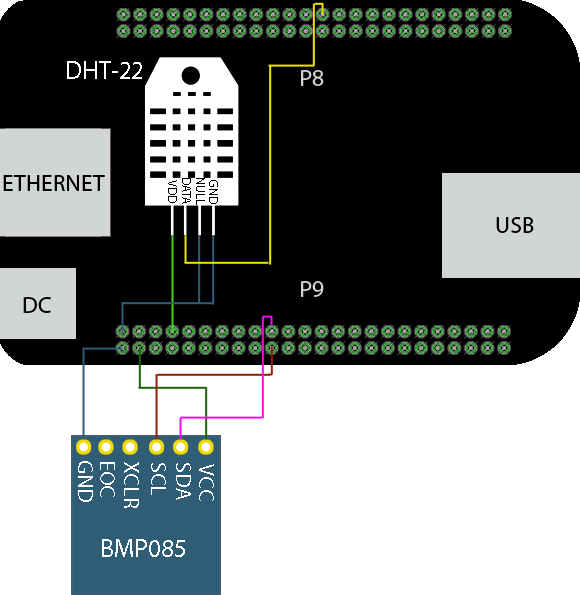 DHT-22
P8
VDD
DATA
NULL
GND
ETHERNET
USB
DC
P9
GND
EOC
XCLR
SCL
SDA
VCC
BMP085